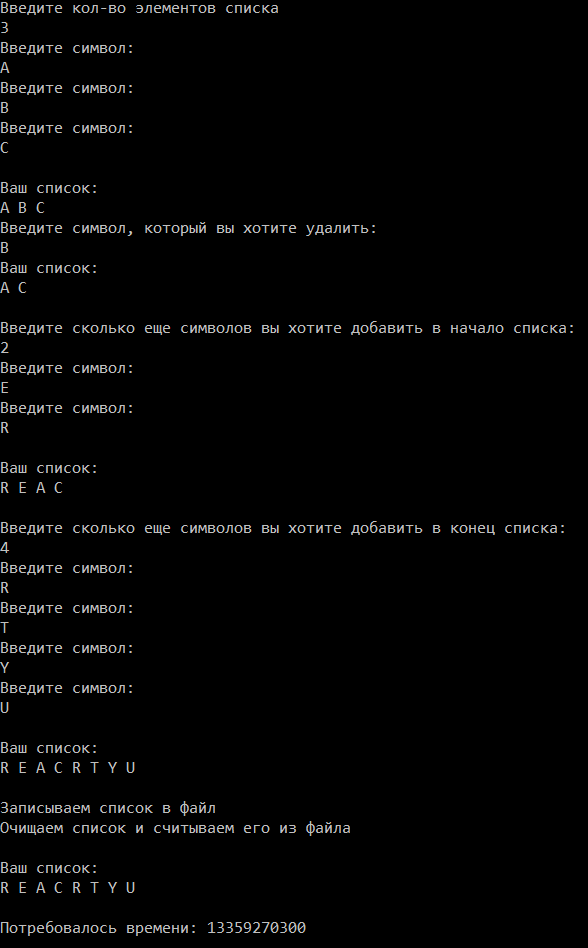 Введите кол-во элементов списка
3
Введите символ:
A
Введите символ:
B
Введите символ:
C
Ваш список:
A B C
Введите символ, который вы хотите удалить:
B
Ваш список:
A C
Введите сколько еще символов вы хотите добавить в начало списка:
2
Введите символ:
E
Введите символ:
R
Ваш список:
R E A C
Введите сколько еще символов вы хотите добавить в конец списка:
4
Введите символ:
R
Введите символ:
T
Введите символ:
Y
Введите символ:
U
Ваш список:
R E A C R T Y U
Записываем список в файл
Очищаем список и считываем его из файла
Ваш список:
R E A C R T Y U
Потребовалось времени: 13359270300